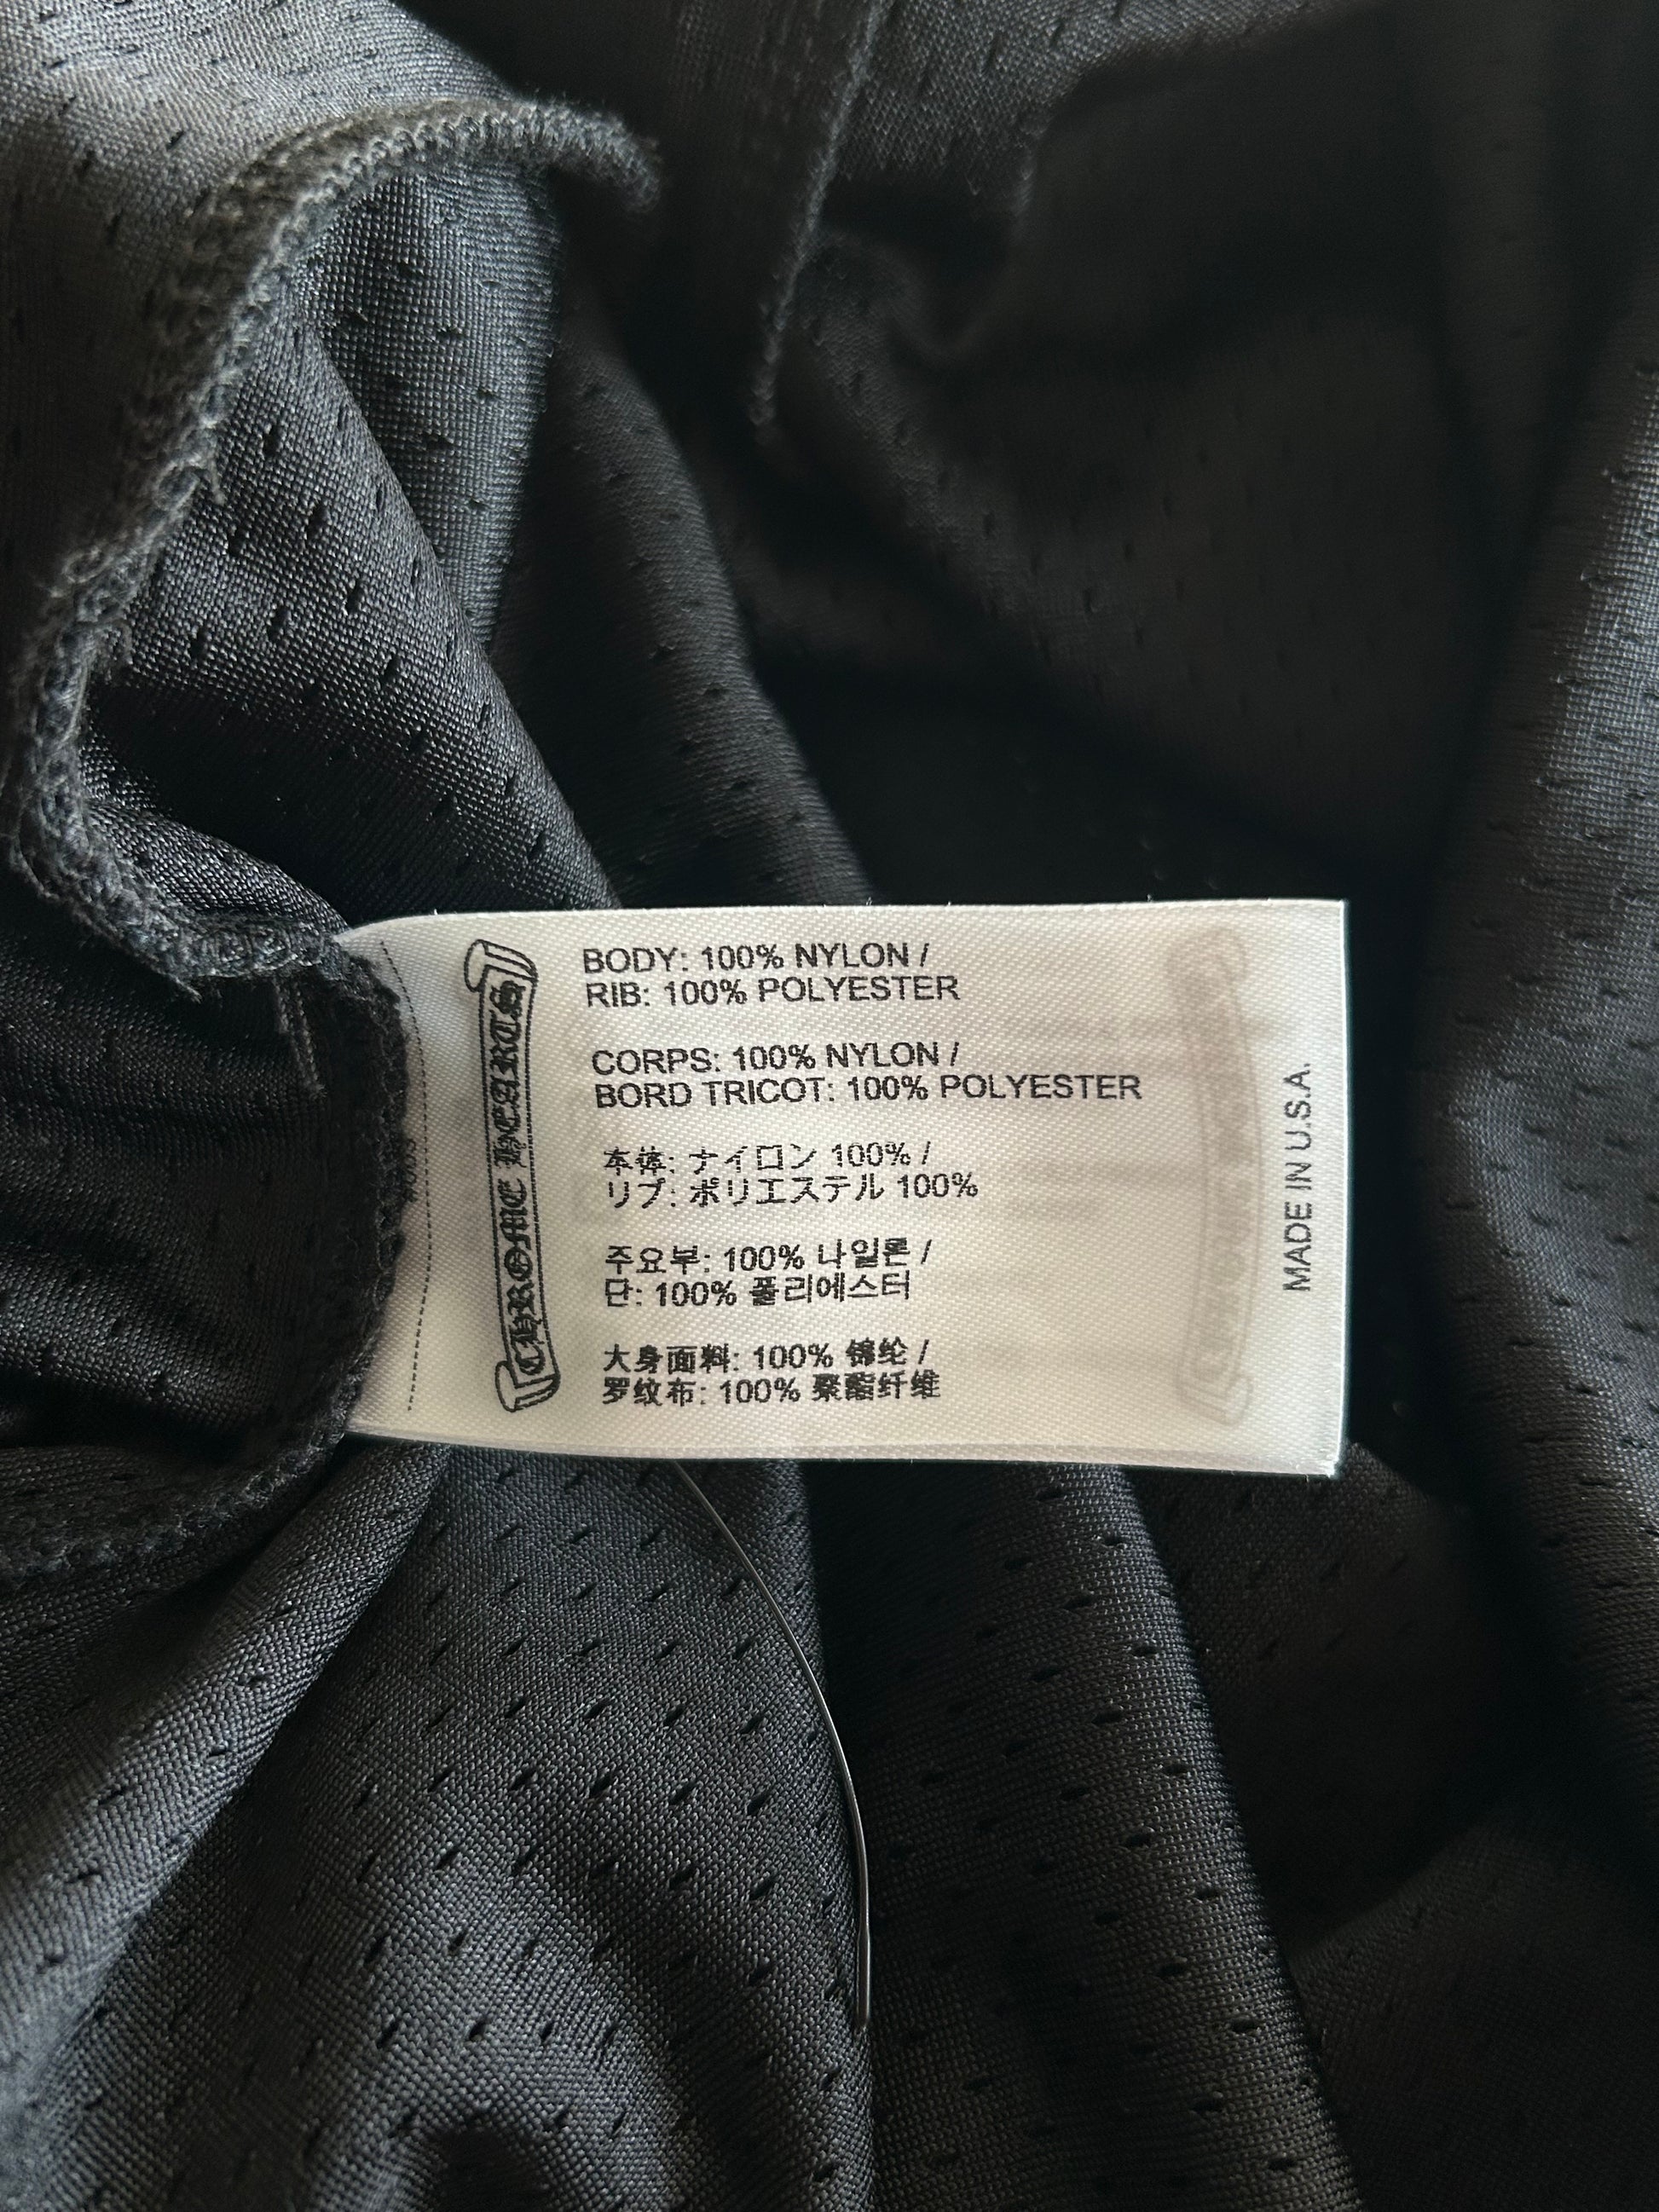 CHROME HEARTS
BODY: 100% NYLON /
RIB: 100% POLYESTER
CORPS: 100% NYLON /
BORD TRICOT: 100% POLYESTER
本体: ナイロン 100% /
リブ: ポリエステル 100%
주요부: 100% 나일론 /
단: 100% 폴리에스터
大身面料: 100% 锦纶 /
罗纹布: 100% 聚酯纤维
MADE IN U.S.A.